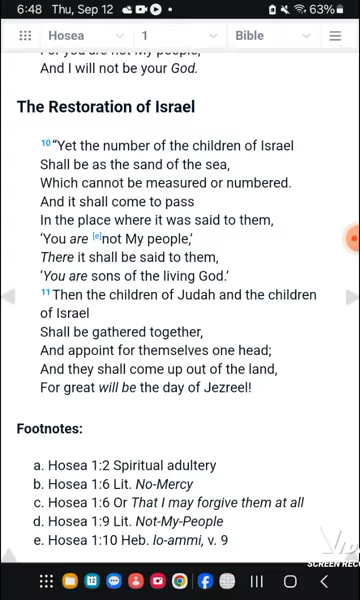 6:48 Thu, Sep 12 63%
Hosea 1 Bible
For you are not My people,
And I will not be your God.
The Restoration of Israel
10 “Yet the number of the children of Israel
Shall be as the sand of the sea,
Which cannot be measured or numbered.
And it shall come to pass
In the place where it was said to them,
‘You are [e]not My people,’
There it shall be said to them,
‘You are sons of the living God.’
11 Then the children of Judah and the children
of Israel
Shall be gathered together,
And appoint for themselves one head;
And they shall come up out of the land,
For great will be the day of Jezreel!
Footnotes:
a. Hosea 1:2 Spiritual adultery
b. Hosea 1:6 Lit. No-Mercy
c. Hosea 1:6 Or That I may forgive them at all
d. Hosea 1:9 Lit. Not-My-People
e. Hosea 1:10 Heb. lo-ammi, v. 9
SCREEN REC